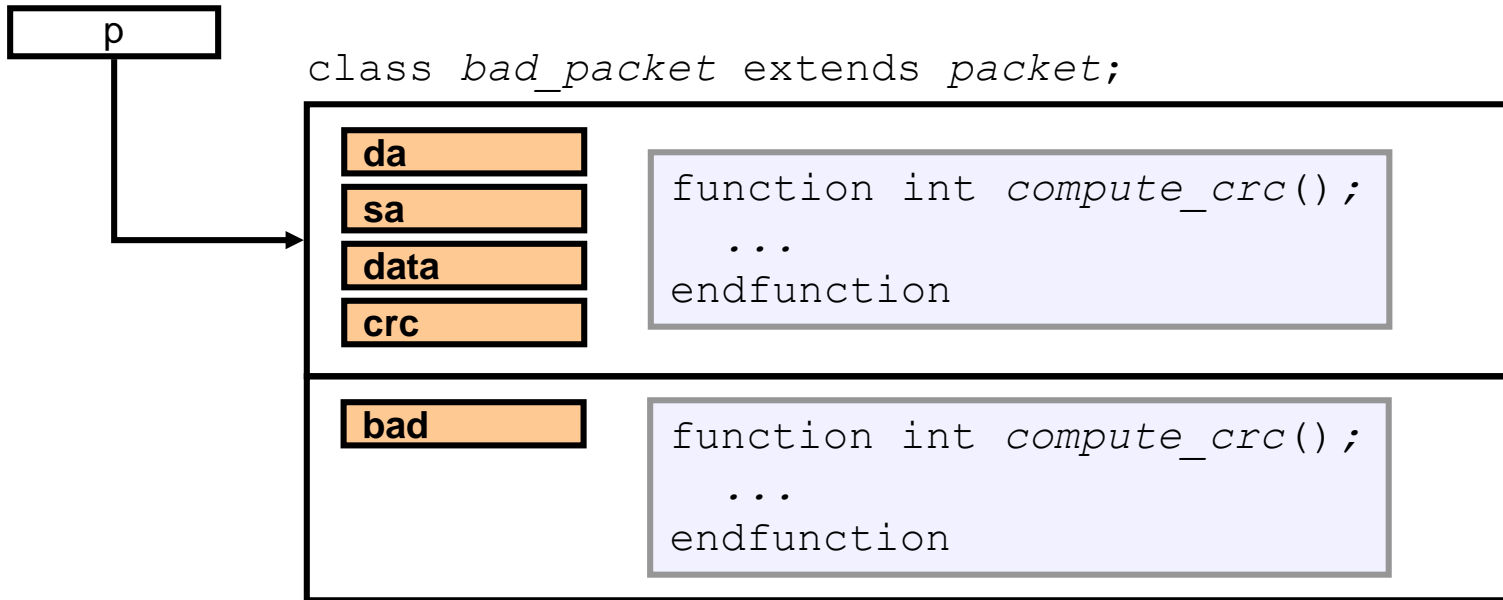 p
class bad_packet extends packet;
da
sa
data
crc
function int compute_crc();
...
endfunction
bad
function int compute_crc();
...
endfunction